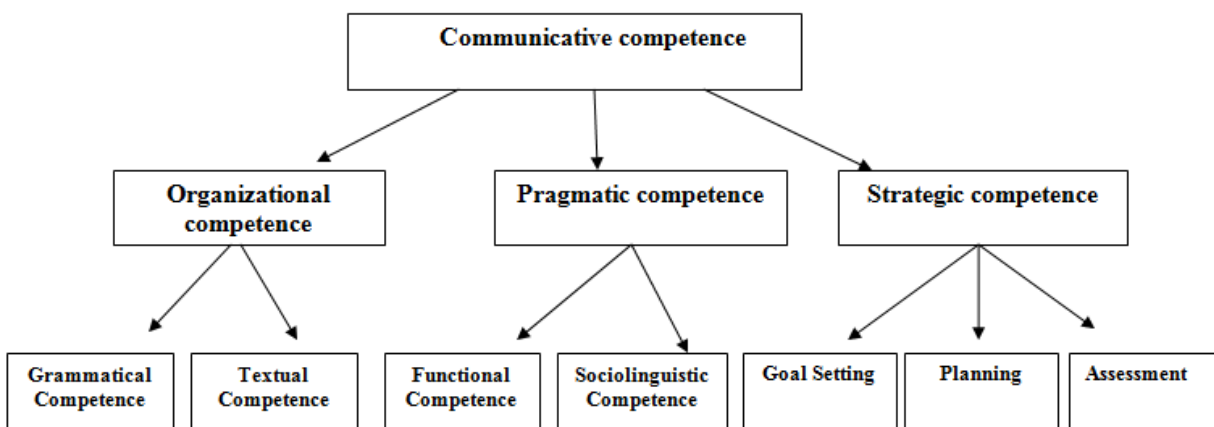 Communicative competence
Organizational
competence
Pragmatic competence
Strategic competence
Grammatical
Competence
Textual
Competence
Functional
Competence
Sociolinguistic
Competence
Goal Setting
Planning
Assessment